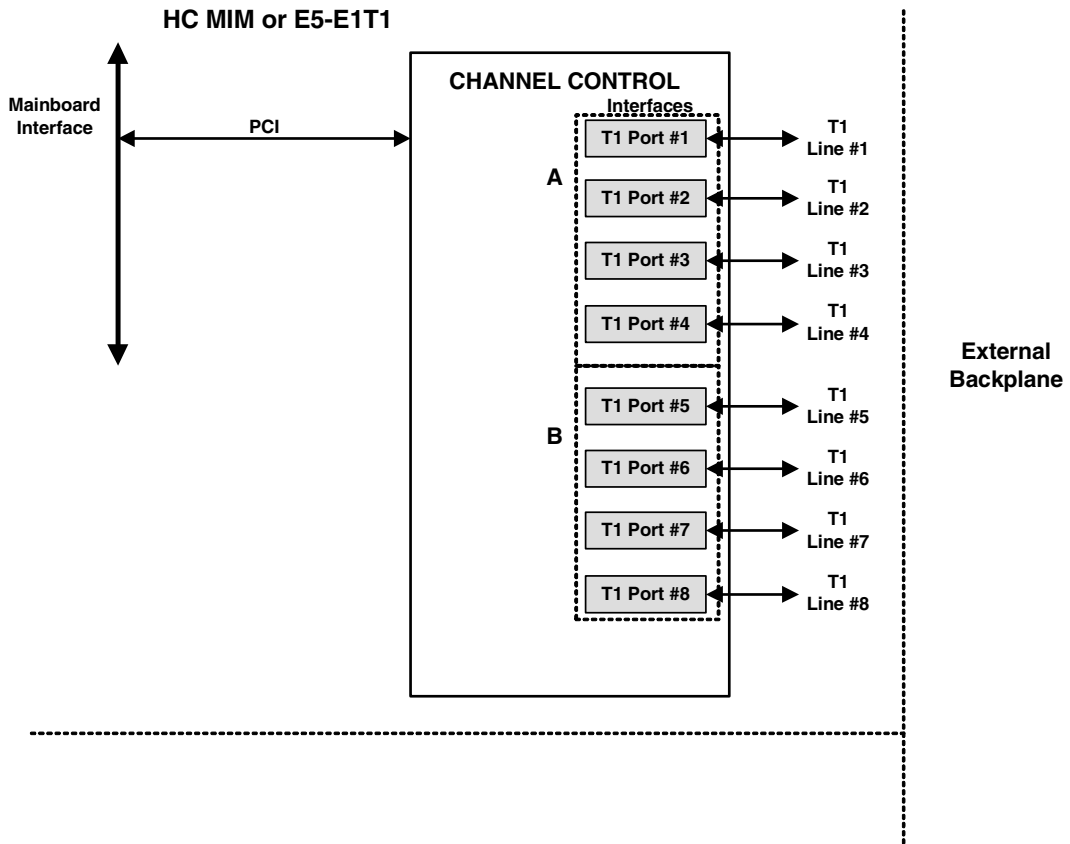 HC MIM or E5-E1T1
CHANNEL CONTROL
Interfaces
Mainboard
Interface
PCI
A
T1 Port #1
T1
Line #1
T1 Port #2
T1
Line #2
T1 Port #3
T1
Line #3
T1 Port #4
T1
Line #4
B
T1 Port #5
T1
Line #5
T1 Port #6
T1
Line #6
T1 Port #7
T1
Line #7
T1 Port #8
T1
Line #8
External
Backplane